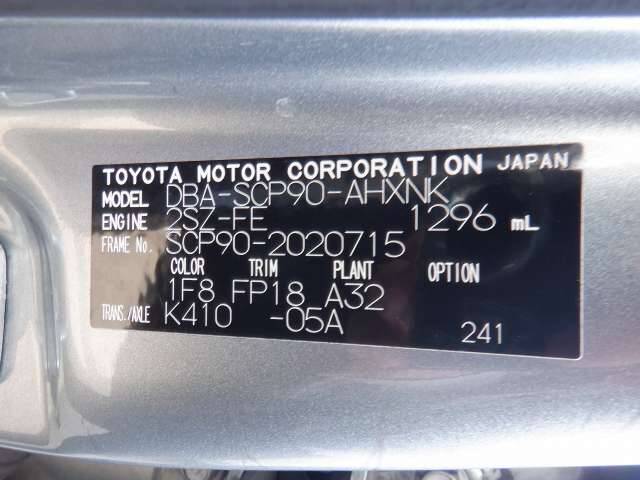 TOYOTA MOTOR CORPORATION JAPAN
MODEL DBA-SCP90-AHXNK
ENGINE 2SZ-FE 1296 mL
FRAME No. SCP90-2020715
COLOR TRIM PLANT OPTION
1F8 FP18 A32
TRANS./AXLE K410 -05A 241